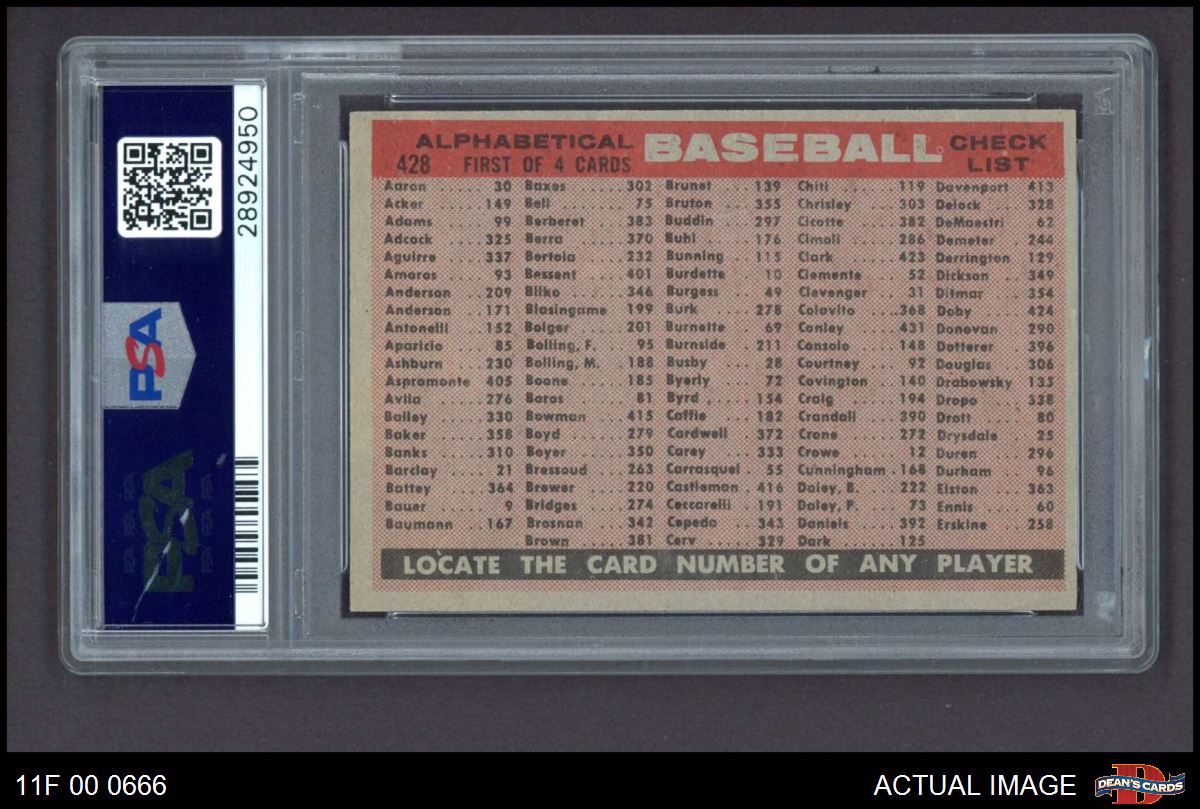 28924950
PSA
PSA
ALPHABETICAL BASEBALL CHECK
428 FIRST OF 4 CARDS LIST
Aaron 30 Baxes 302 Brunet 139 Chiti 119 Davenport 413
Acker 149 Bell 75 Bruton 355 Chrisley 303 Delock 328
Adams 99 Berberet 383 Buddin 297 Cicotte 382 DeMaestri 62
Adcock 325 Berra 370 Buhl 176 Cimoli 286 Demeter 244
Aguirre 337 Bertoia 232 Bunning 115 Clark 423 Derrington 129
Amoros 93 Bessent 401 Burdette 10 Clemente 52 Dickson 349
Anderson 209 Bilko 346 Burgess 49 Clevenger 31 Ditmar 354
Anderson 171 Blasingame 199 Burk 278 Colavito 368 Doby 424
Antonelli 152 Bolger 201 Burnette 69 Conley 431 Donovan 290
Aparicio 85 Bolling, F. 95 Burnside 211 Consolo 148 Dotterer 396
Ashburn 230 Bolling, M. 188 Busby 28 Courtney 92 Douglas 306
Aspromonte 405 Boone 185 Byerly 72 Covington 140 Drabowsky 135
Avila 276 Boros 81 Byrd 154 Craig 194 Dropo 338
Bailey 330 Bowman 415 Coffie 182 Crandall 390 Drott 80
Baker 358 Boyd 279 Cardwell 372 Crone 272 Drysdale 25
Banks 310 Boyer 350 Carey 333 Crowe 12 Duren 296
Barclay 21 Bressoud 263 Carrasquel 55 Cunningham 168 Durham 96
Battey 364 Brewer 220 Castleman 416 Daley, B. 222 Elston 363
Bauer 9 Bridges 274 Ceccarelli 191 Daley, P. 73 Ennis 60
Baumann 167 Brosnan 342 Cepeda 343 Daniels 392 Erskine 258
Brown 381 Cerv 329 Dark 125
LOCATE THE CARD NUMBER OF ANY PLAYER
11F 00 0666 ACTUAL IMAGE
DEAN'S CARDS